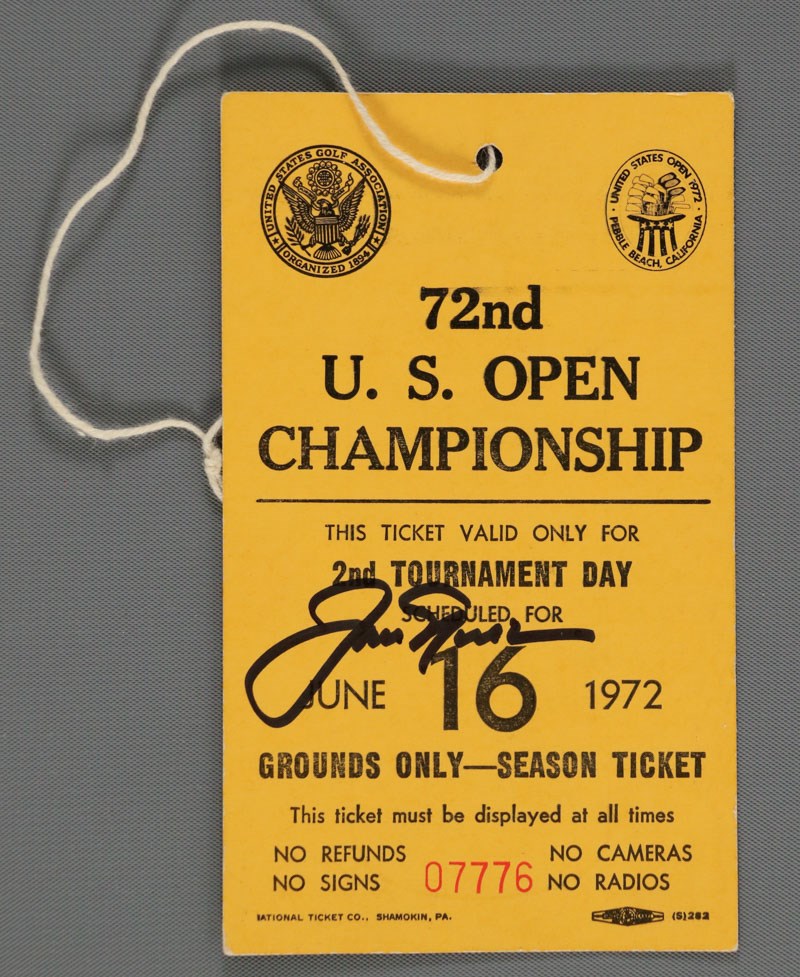 UNITED STATES GOLF ASSOCIATION
ORGANIZED 1894
UNITED STATES OPEN 1972
PEBBLE BEACH, CALIFORNIA
72nd
U. S. OPEN
CHAMPIONSHIP
THIS TICKET VALID ONLY FOR
2nd TOURNAMENT DAY
SCHEDULED FOR
JUNE 16 1972
GROUNDS ONLY—SEASON TICKET
This ticket must be displayed at all times
NO REFUNDS NO CAMERAS
NO SIGNS 07776 NO RADIOS
NATIONAL TICKET CO., SHAMOKIN, PA. (S)262